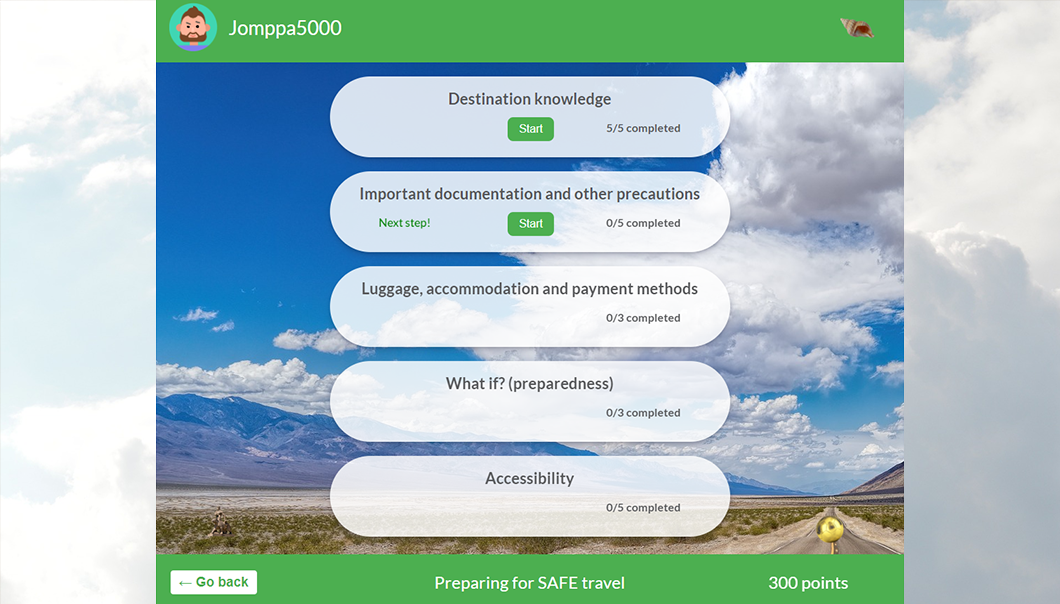 Jomppa5000
Destination knowledge
Start
5/5 completed
Important documentation and other precautions
Next step!
Start
0/5 completed
Luggage, accommodation and payment methods
0/3 completed
What if? (preparedness)
0/3 completed
Accessibility
0/5 completed
← Go back
Preparing for SAFE travel
300 points